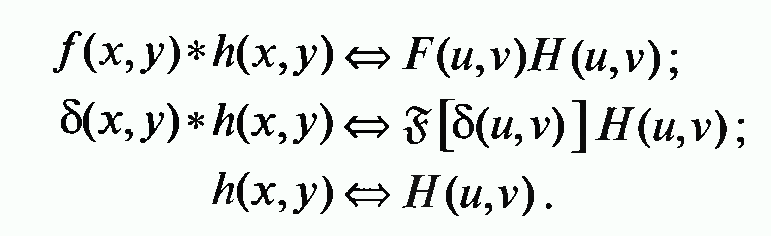 f(x,y)*h(x,y) ⇔ F(u,v)H(u,v);
δ(x,y)*h(x,y) ⇔ 𝔉[δ(u,v)]H(u,v);
h(x,y) ⇔ H(u,v).